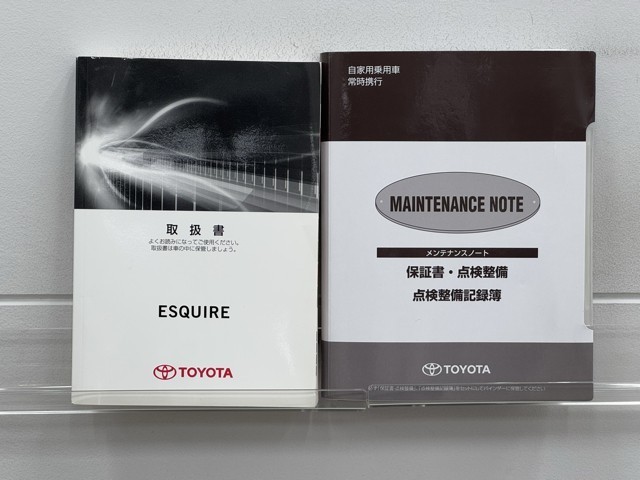 取扱書
よくお読みになってご使用ください。
取扱書は車の中に保管しましょう。
ESQUIRE
TOYOTA
自家用乗用車
常時携行
MAINTENANCE NOTE
メンテナンスノート
保証書・点検整備
点検整備記録簿
TOYOTA